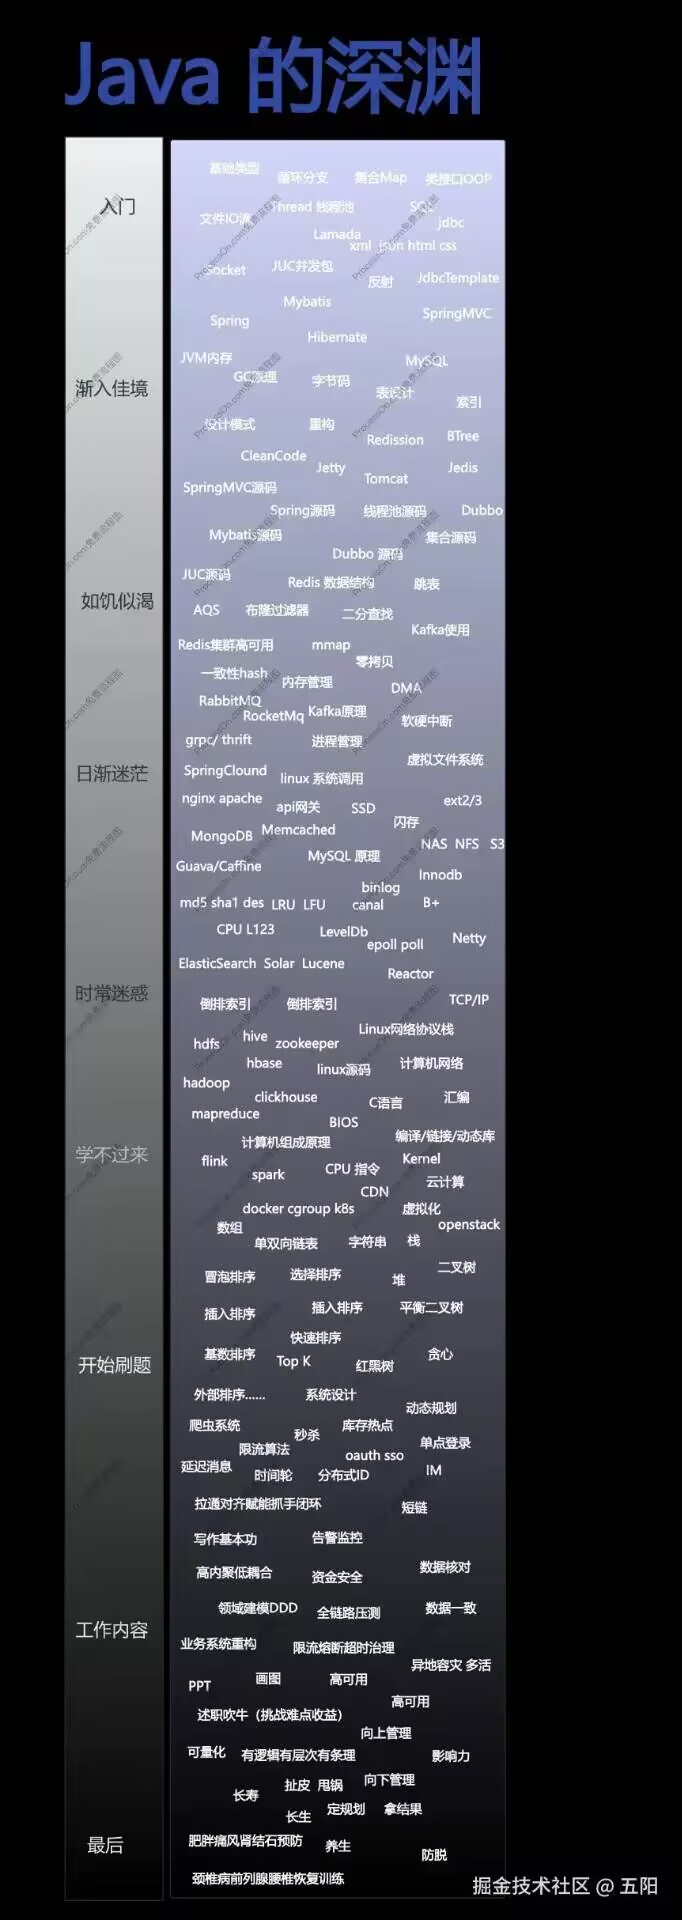 Java 的深渊
入门
基础类型
循环分支
集合Map
类接口OOP
文件IO流
Thread 线程池
SQL
jdbc
Lamada
xml json html css
Socket
JUC并发包
反射
JdbcTemplate
Mybatis
Spring
SpringMVC
Hibernate
渐入佳境
JVM内存
MySQL
GC原理
字节码
表设计
索引
设计模式
重构
Redission
BTree
CleanCode
Jetty
Tomcat
Jedis
SpringMVC源码
Spring源码
线程池源码
Dubbo
Mybatis源码
集合源码
Dubbo 源码
如饥似渴
JUC源码
Redis 数据结构
跳表
AQS
布隆过滤器
二分查找
Kafka使用
Redis集群高可用
mmap
零拷贝
一致性hash
内存管理
DMA
RabbitMQ
RocketMq
Kafka原理
软硬中断
grpc/ thrift
进程管理
虚拟文件系统
日渐迷茫
SpringClound
linux 系统调用
nginx apache
api网关
SSD
ext2/3
闪存
MongoDB
Memcached
NAS NFS S3
MySQL 原理
Guava/Caffine
Innodb
binlog
md5 sha1 des
LRU LFU
canal
B+
CPU L123
LevelDb
epoll poll
Netty
ElasticSearch Solar Lucene
Reactor
时常迷惑
倒排索引
倒排索引
TCP/IP
Linux网络协议栈
hdfs
hive
zookeeper
hbase
linux源码
计算机网络
hadoop
clickhouse
C语言
汇编
mapreduce
BIOS
计算机组成原理
编译/链接/动态库
学不过来
flink
Kernel
spark
CPU 指令
云计算
CDN
docker cgroup k8s
虚拟化
数组
openstack
单双向链表
字符串
栈
冒泡排序
选择排序
堆
二叉树
插入排序
插入排序
平衡二叉树
快速排序
开始刷题
基数排序
Top K
红黑树
贪心
外部排序......
系统设计
动态规划
爬虫系统
秒杀
库存热点
限流算法
oauth sso
单点登录
延迟消息
时间轮
分布式ID
IM
拉通对齐赋能抓手闭环
短链
写作基本功
告警监控
高内聚低耦合
资金安全
数据核对
领域建模DDD
全链路压测
数据一致
工作内容
业务系统重构
限流熔断超时治理
异地容灾 多活
PPT
画图
高可用
高可用
述职吹牛（挑战难点收益）
向上管理
可量化
有逻辑有层次有条理
影响力
长寿
扯皮 甩锅
向下管理
长生
定规划
拿结果
最后
肥胖痛风肾结石预防
养生
防脱
颈椎病前列腺腰椎恢复训练
掘金技术社区 @ 五阳